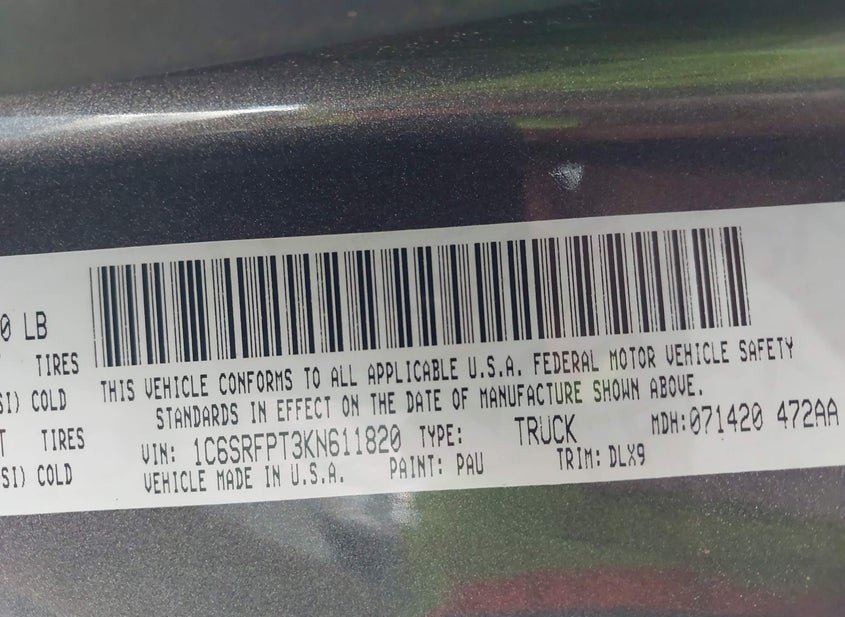 0 LB
TIRES
SI) COLD
TIRES
SI) COLD
THIS VEHICLE CONFORMS TO ALL APPLICABLE U.S.A. FEDERAL MOTOR VEHICLE SAFETY
STANDARDS IN EFFECT ON THE DATE OF MANUFACTURE SHOWN ABOVE.
VIN: 1C6SRFPT3KN611820 TYPE: TRUCK MDH:071420 472AA
VEHICLE MADE IN U.S.A. PAINT: PAU TRIM: DLX9